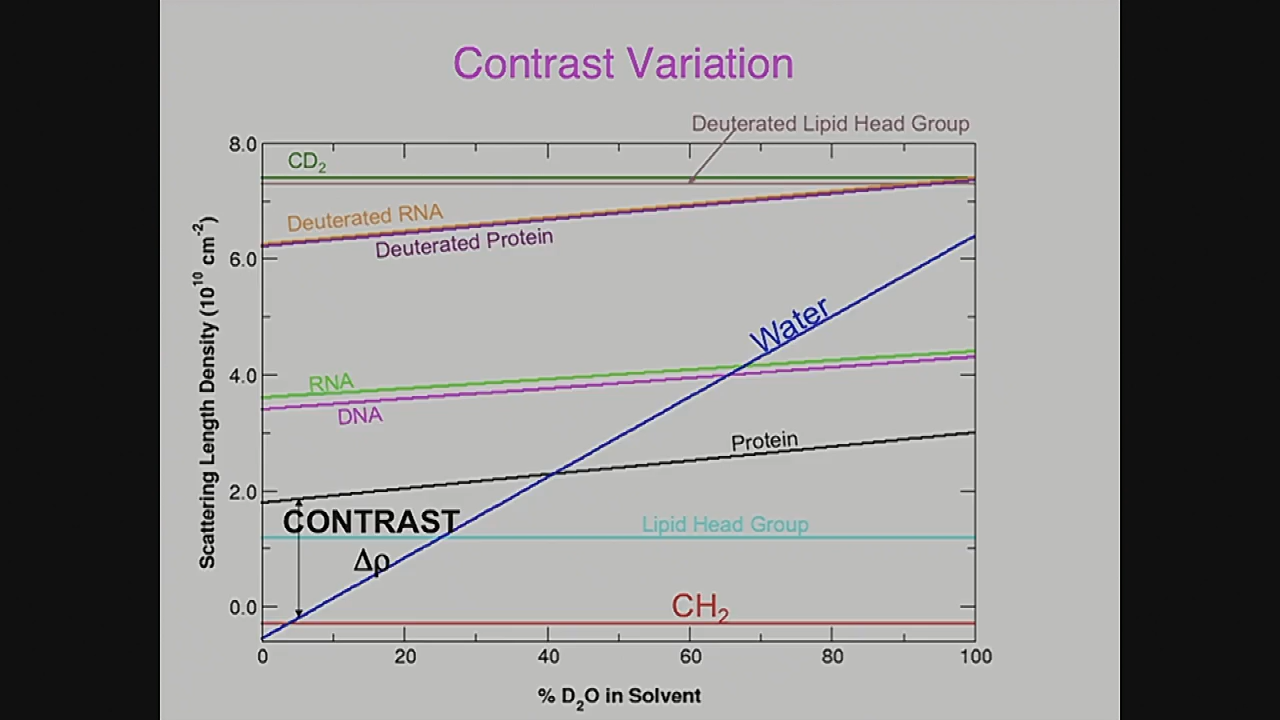 Contrast Variation
Deuterated Lipid Head Group
8.0
CD2
Deuterated RNA
Deuterated Protein
6.0
Water
4.0
RNA
DNA
Protein
2.0
CONTRAST
Lipid Head Group
Δρ
0.0
CH2
0 20 40 60 80 100
% D2O in Solvent
Scattering Length Density (10^10 cm^-2)